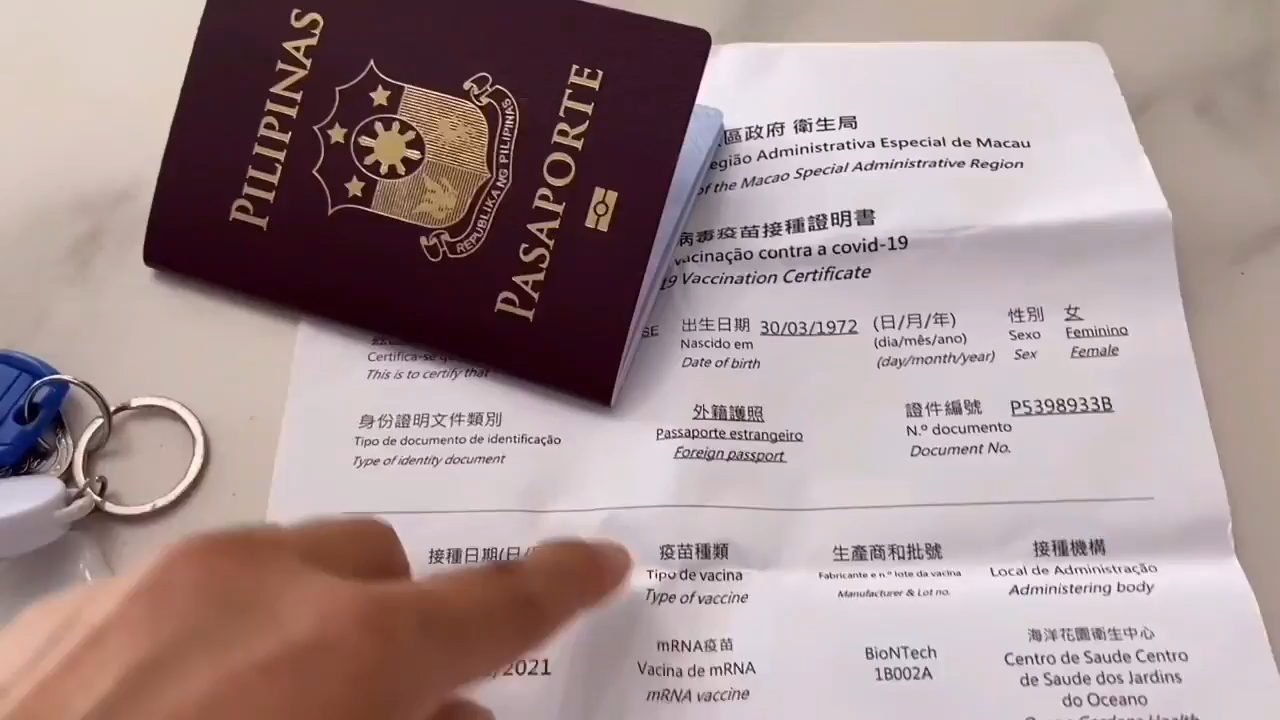 PILIPINAS
REPUBLIKA NG PILIPINAS
PASAPORTE
區政府 衛生局
egião Administrativa Especial de Macau
of the Macao Special Administrative Region
病毒疫苗接種證明書
vacinação contra a covid-19
19 Vaccination Certificate
SE
出生日期 30/03/1972 (日/月/年)
Nascido em (dia/mês/ano)
Date of birth (day/month/year)
性別 女
Sexo Feminino
Sex Female
Certifica-se q
This is to certify that
身份證明文件類別
Tipo de documento de identificação
Type of identity document
外籍護照
Passaporte estrangeiro
Foreign passport
證件編號 P5398933B
N.º documento
Document No.
接種日期(日/
疫苗種類
Tipo de vacina
Type of vaccine
生產商和批號
Fabricante e n.º lote da vacina
Manufacturer & Lot no.
接種機構
Local de Administração
Administering body
/2021
mRNA疫苗
Vacina de mRNA
mRNA vaccine
BioNTech
1B002A
海洋花園衛生中心
Centro de Saude Centro
de Saude dos Jardins
do Oceano